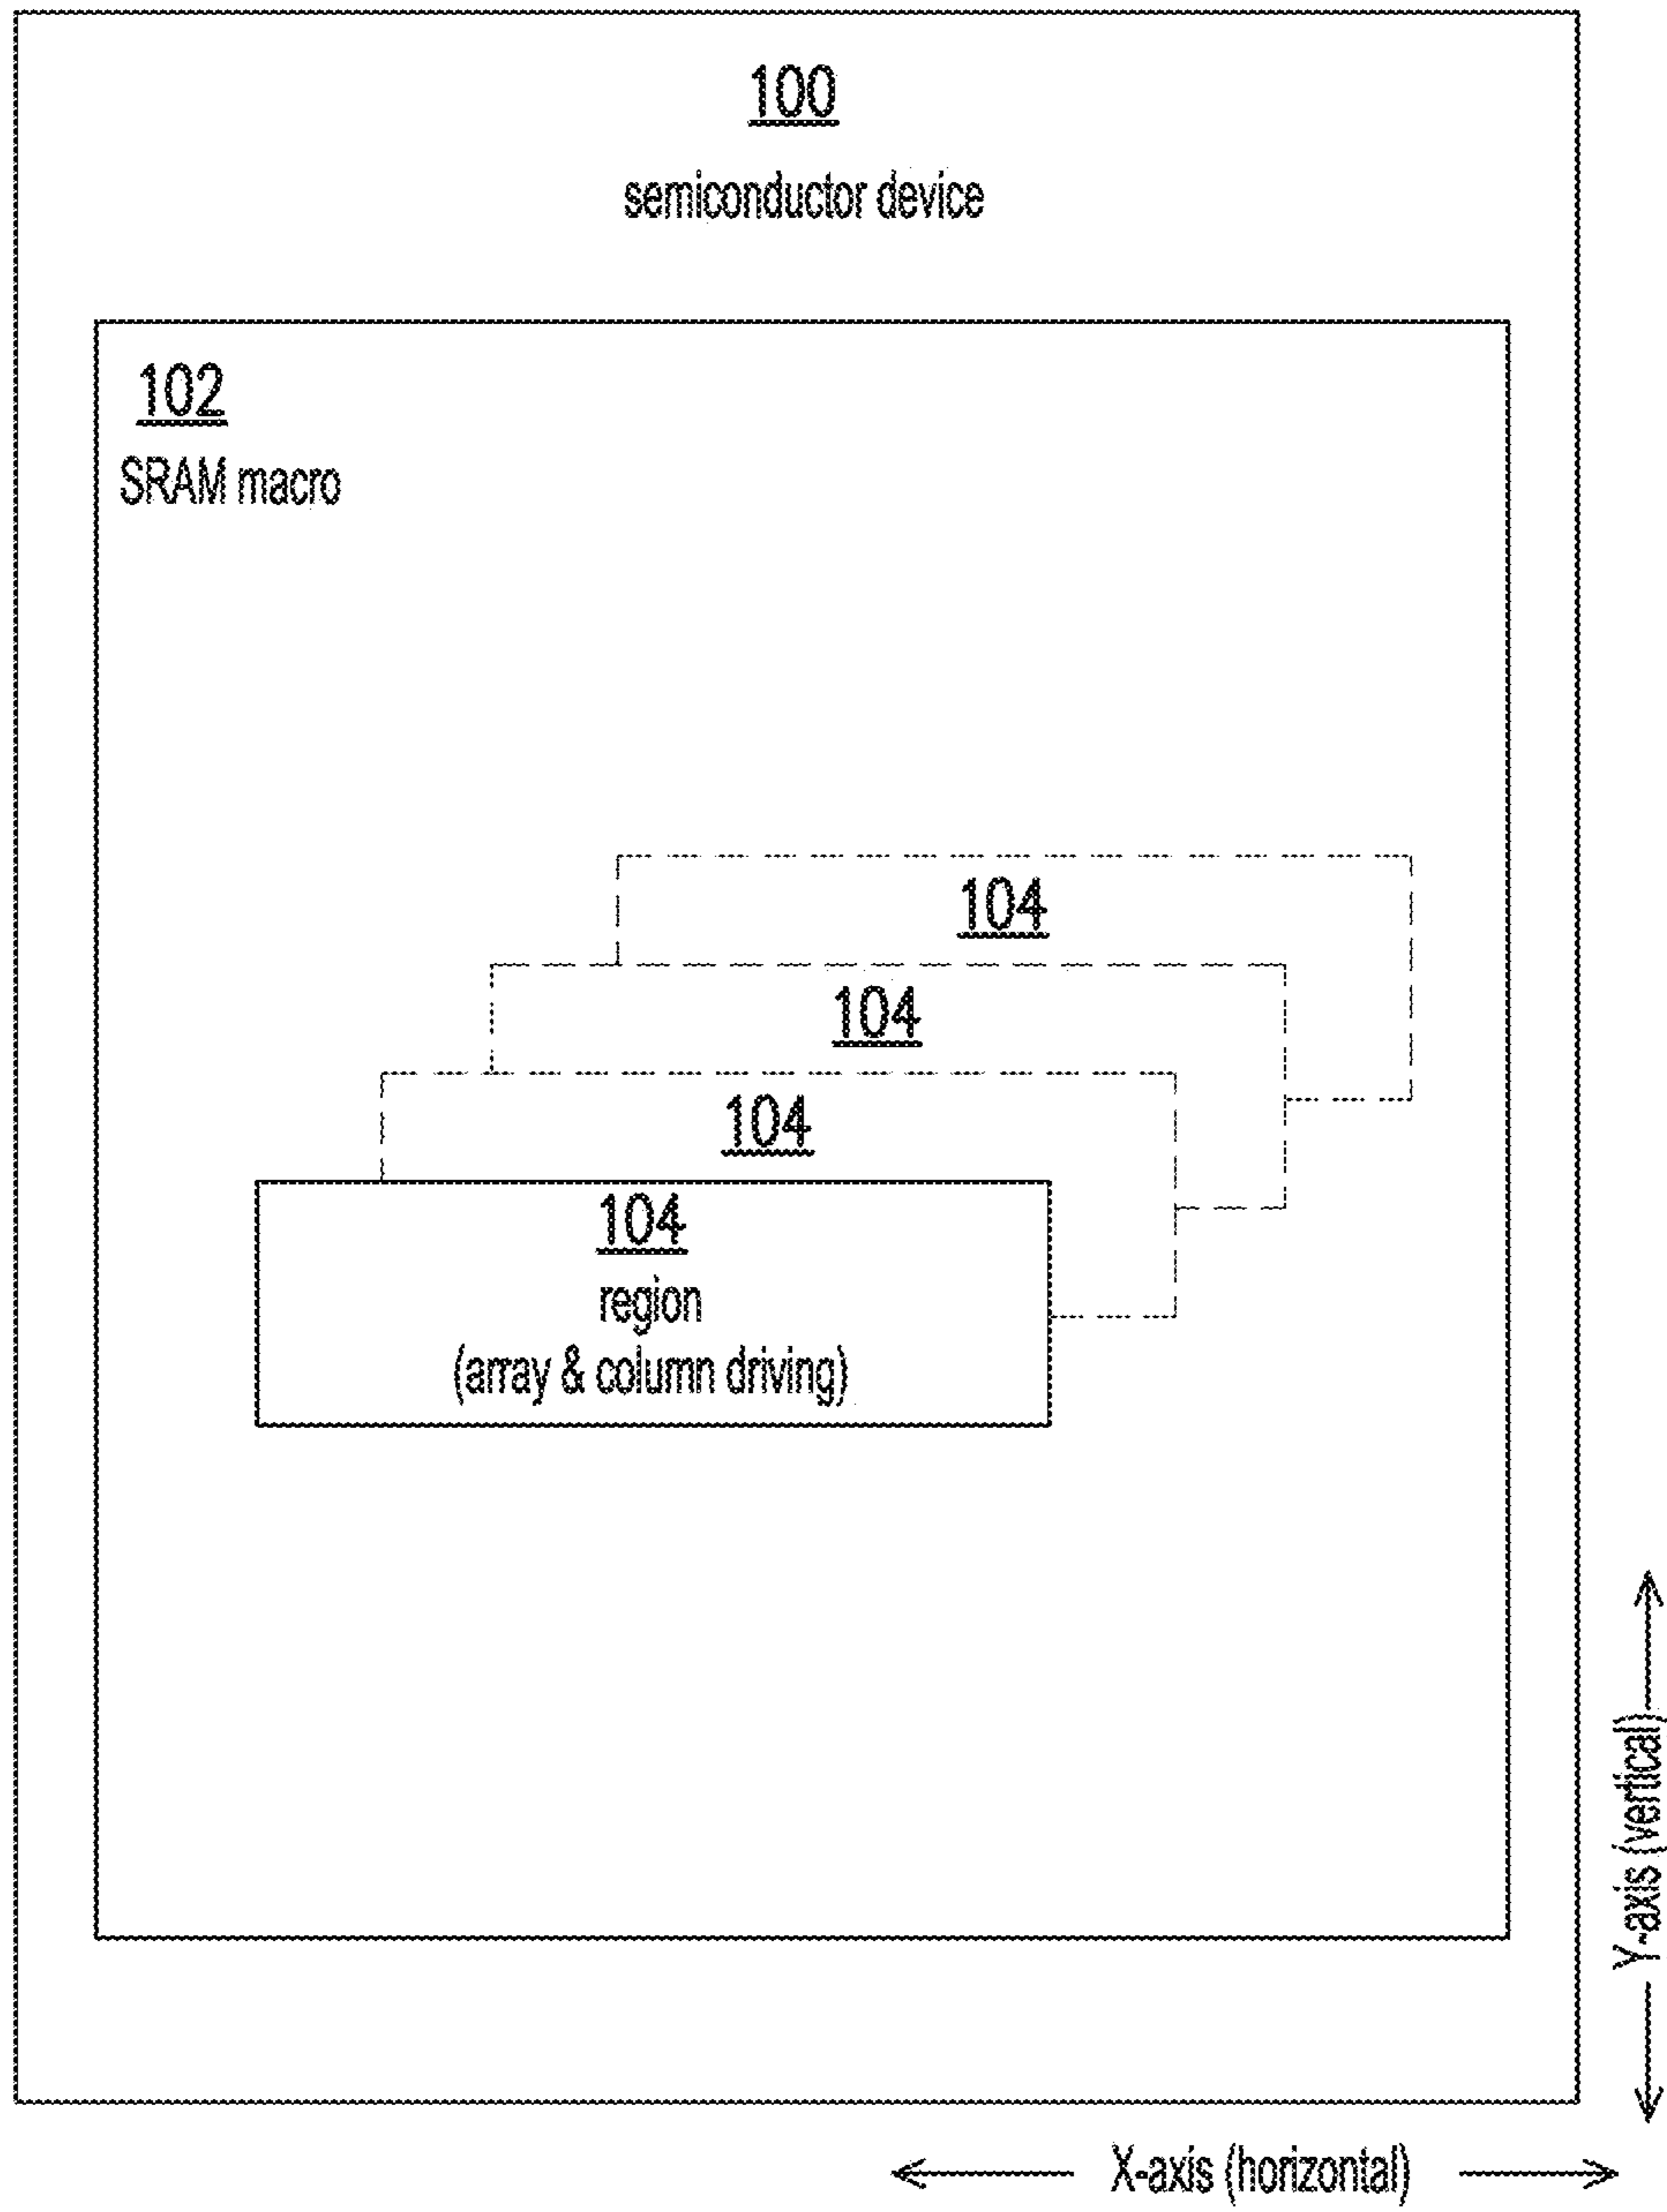 100
semiconductor device
102
SRAM macro
104
104
104
104
region
(array & column driving)
Y-axis (vertical)
X-axis (horizontal)